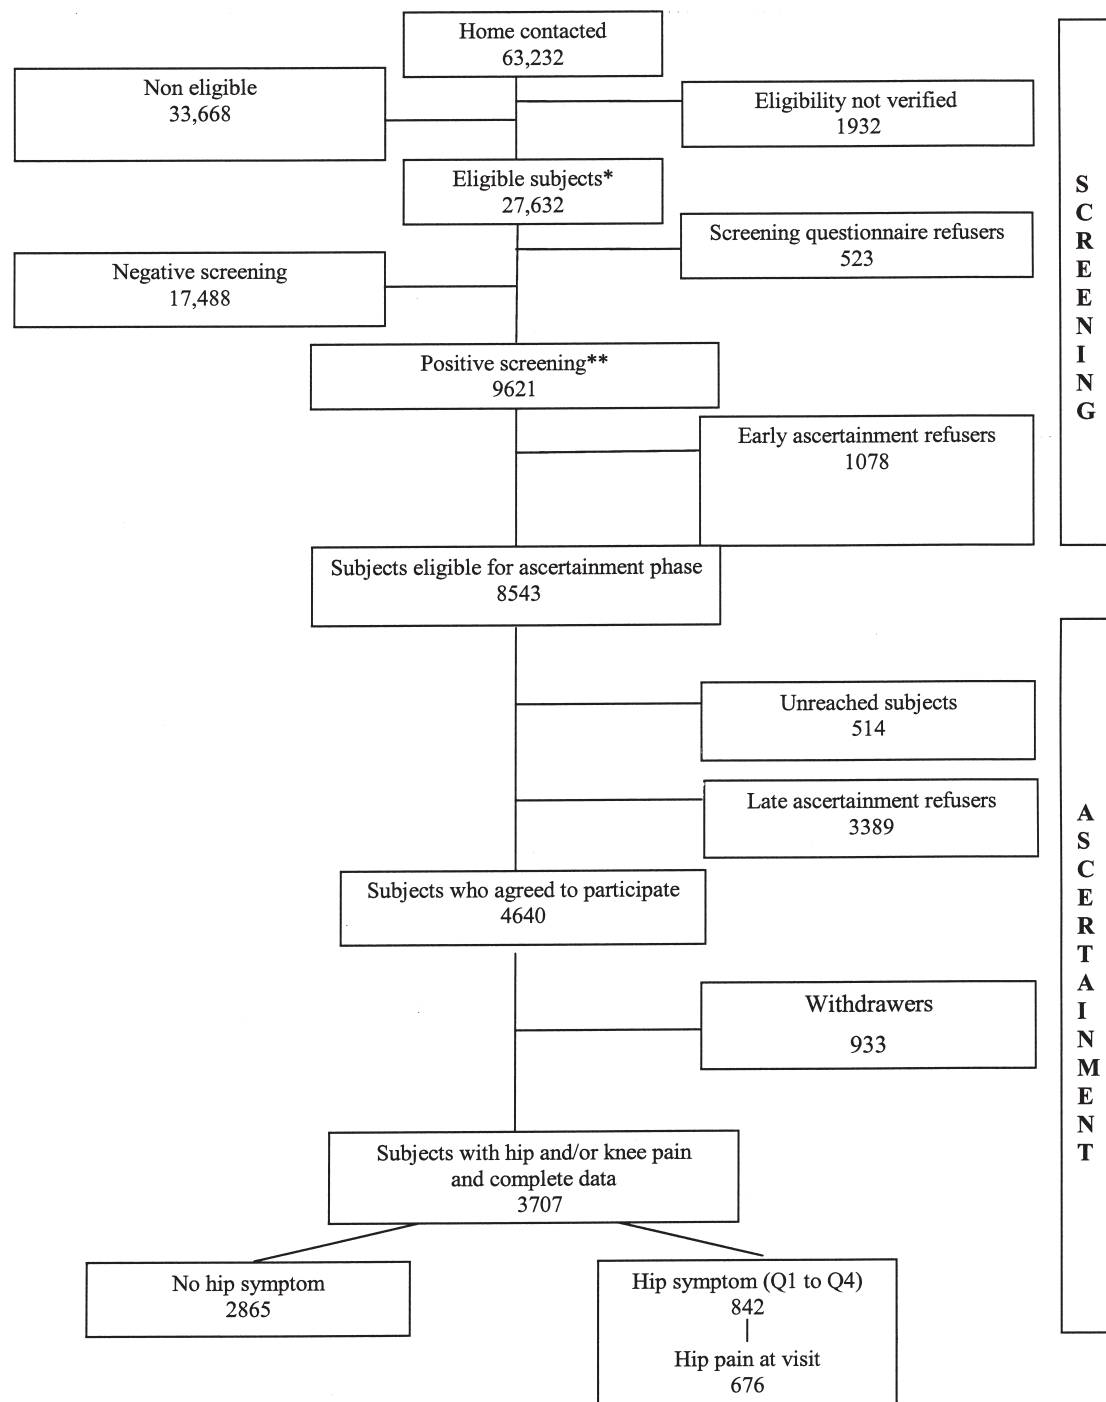 Home contacted
63,232
Non eligible
33,668
Eligibility not verified
1932
Eligible subjects*
27,632
Screening questionnaire refusers
523
Negative screening
17,488
Positive screening**
9621
Early ascertainment refusers
1078
Subjects eligible for ascertainment phase
8543
SCREENING
Unreached subjects
514
Late ascertainment refusers
3389
Subjects who agreed to participate
4640
Withdrawers
933
Subjects with hip and/or knee pain
and complete data
3707
No hip symptom
2865
Hip symptom (Q1 to Q4)
842
Hip pain at visit
676
ASCERTAINMENT